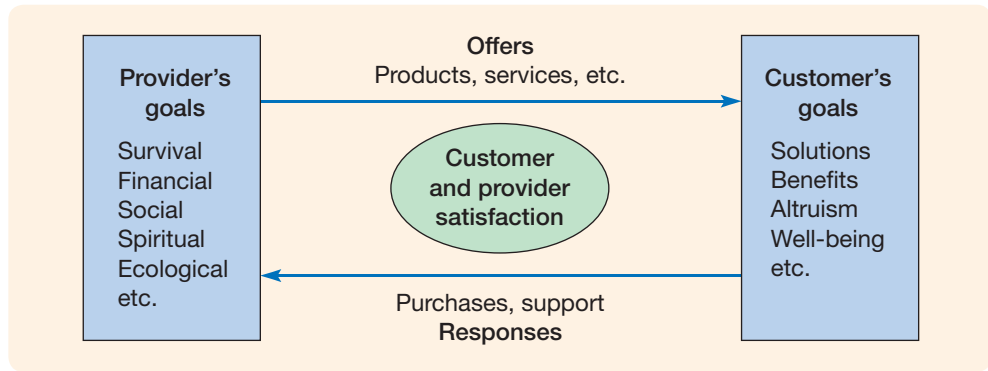 Provider's
goals
Survival
Financial
Social
Spiritual
Ecological
etc.
Offers
Products, services, etc.
Customer
and provider
satisfaction
Purchases, support
Responses
Customer's
goals
Solutions
Benefits
Altruism
Well-being
etc.